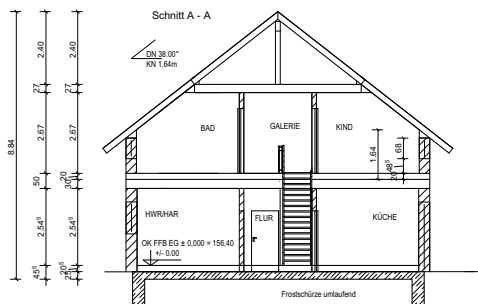 Schnitt A - A
DN 38.00°
KN 1.64m
8.84
2.40
27
2.67
50
2.54⁵
45⁵
2.40
27
2.67
20
30
2.54⁵
20⁵
25
BAD
GALERIE
KIND
1.64
68
48⁵
20
HWR/HAR
FLUR
KÜCHE
OK FFB EG ± 0,000 = 156,40
+/- 0.00
Frostschürze umlaufend